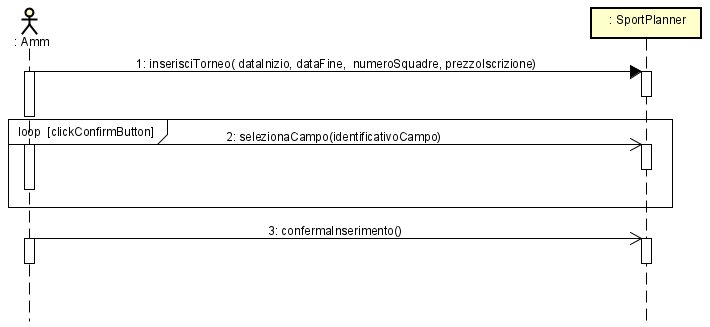 : Amm
: SportPlanner
1: inserisciTorneo( dataInizio, dataFine, numeroSquadre, prezzoIscrizione)
loop [clickConfirmButton]
2: selezionaCampo(identificativoCampo)
3: confermaInserimento()